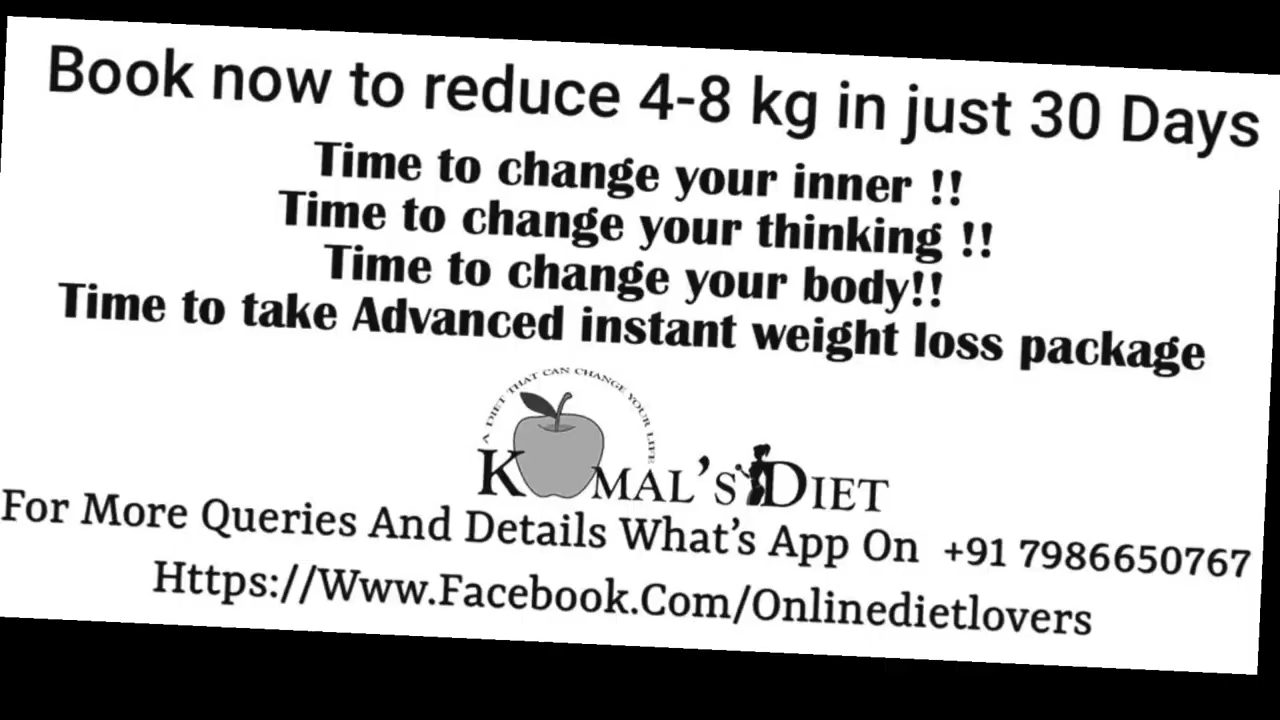 Book now to reduce 4-8 kg in just 30 Days
Time to change your inner !!
Time to change your thinking !!
Time to change your body!!
Time to take Advanced instant weight loss package
A DIET THAT CAN CHANGE YOUR LIFE
KOMAL'S DIET
For More Queries And Details What's App On +91 7986650767
Https://Www.Facebook.Com/Onlinedietlovers